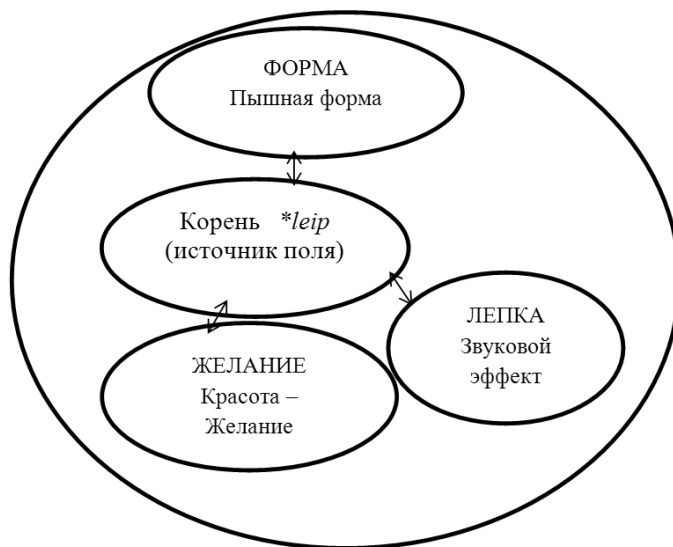 ФОРМА
Пышная форма
Корень *leip
(источник поля)
ЛЕПКА
Звуковой
эффект
ЖЕЛАНИЕ
Красота –
Желание